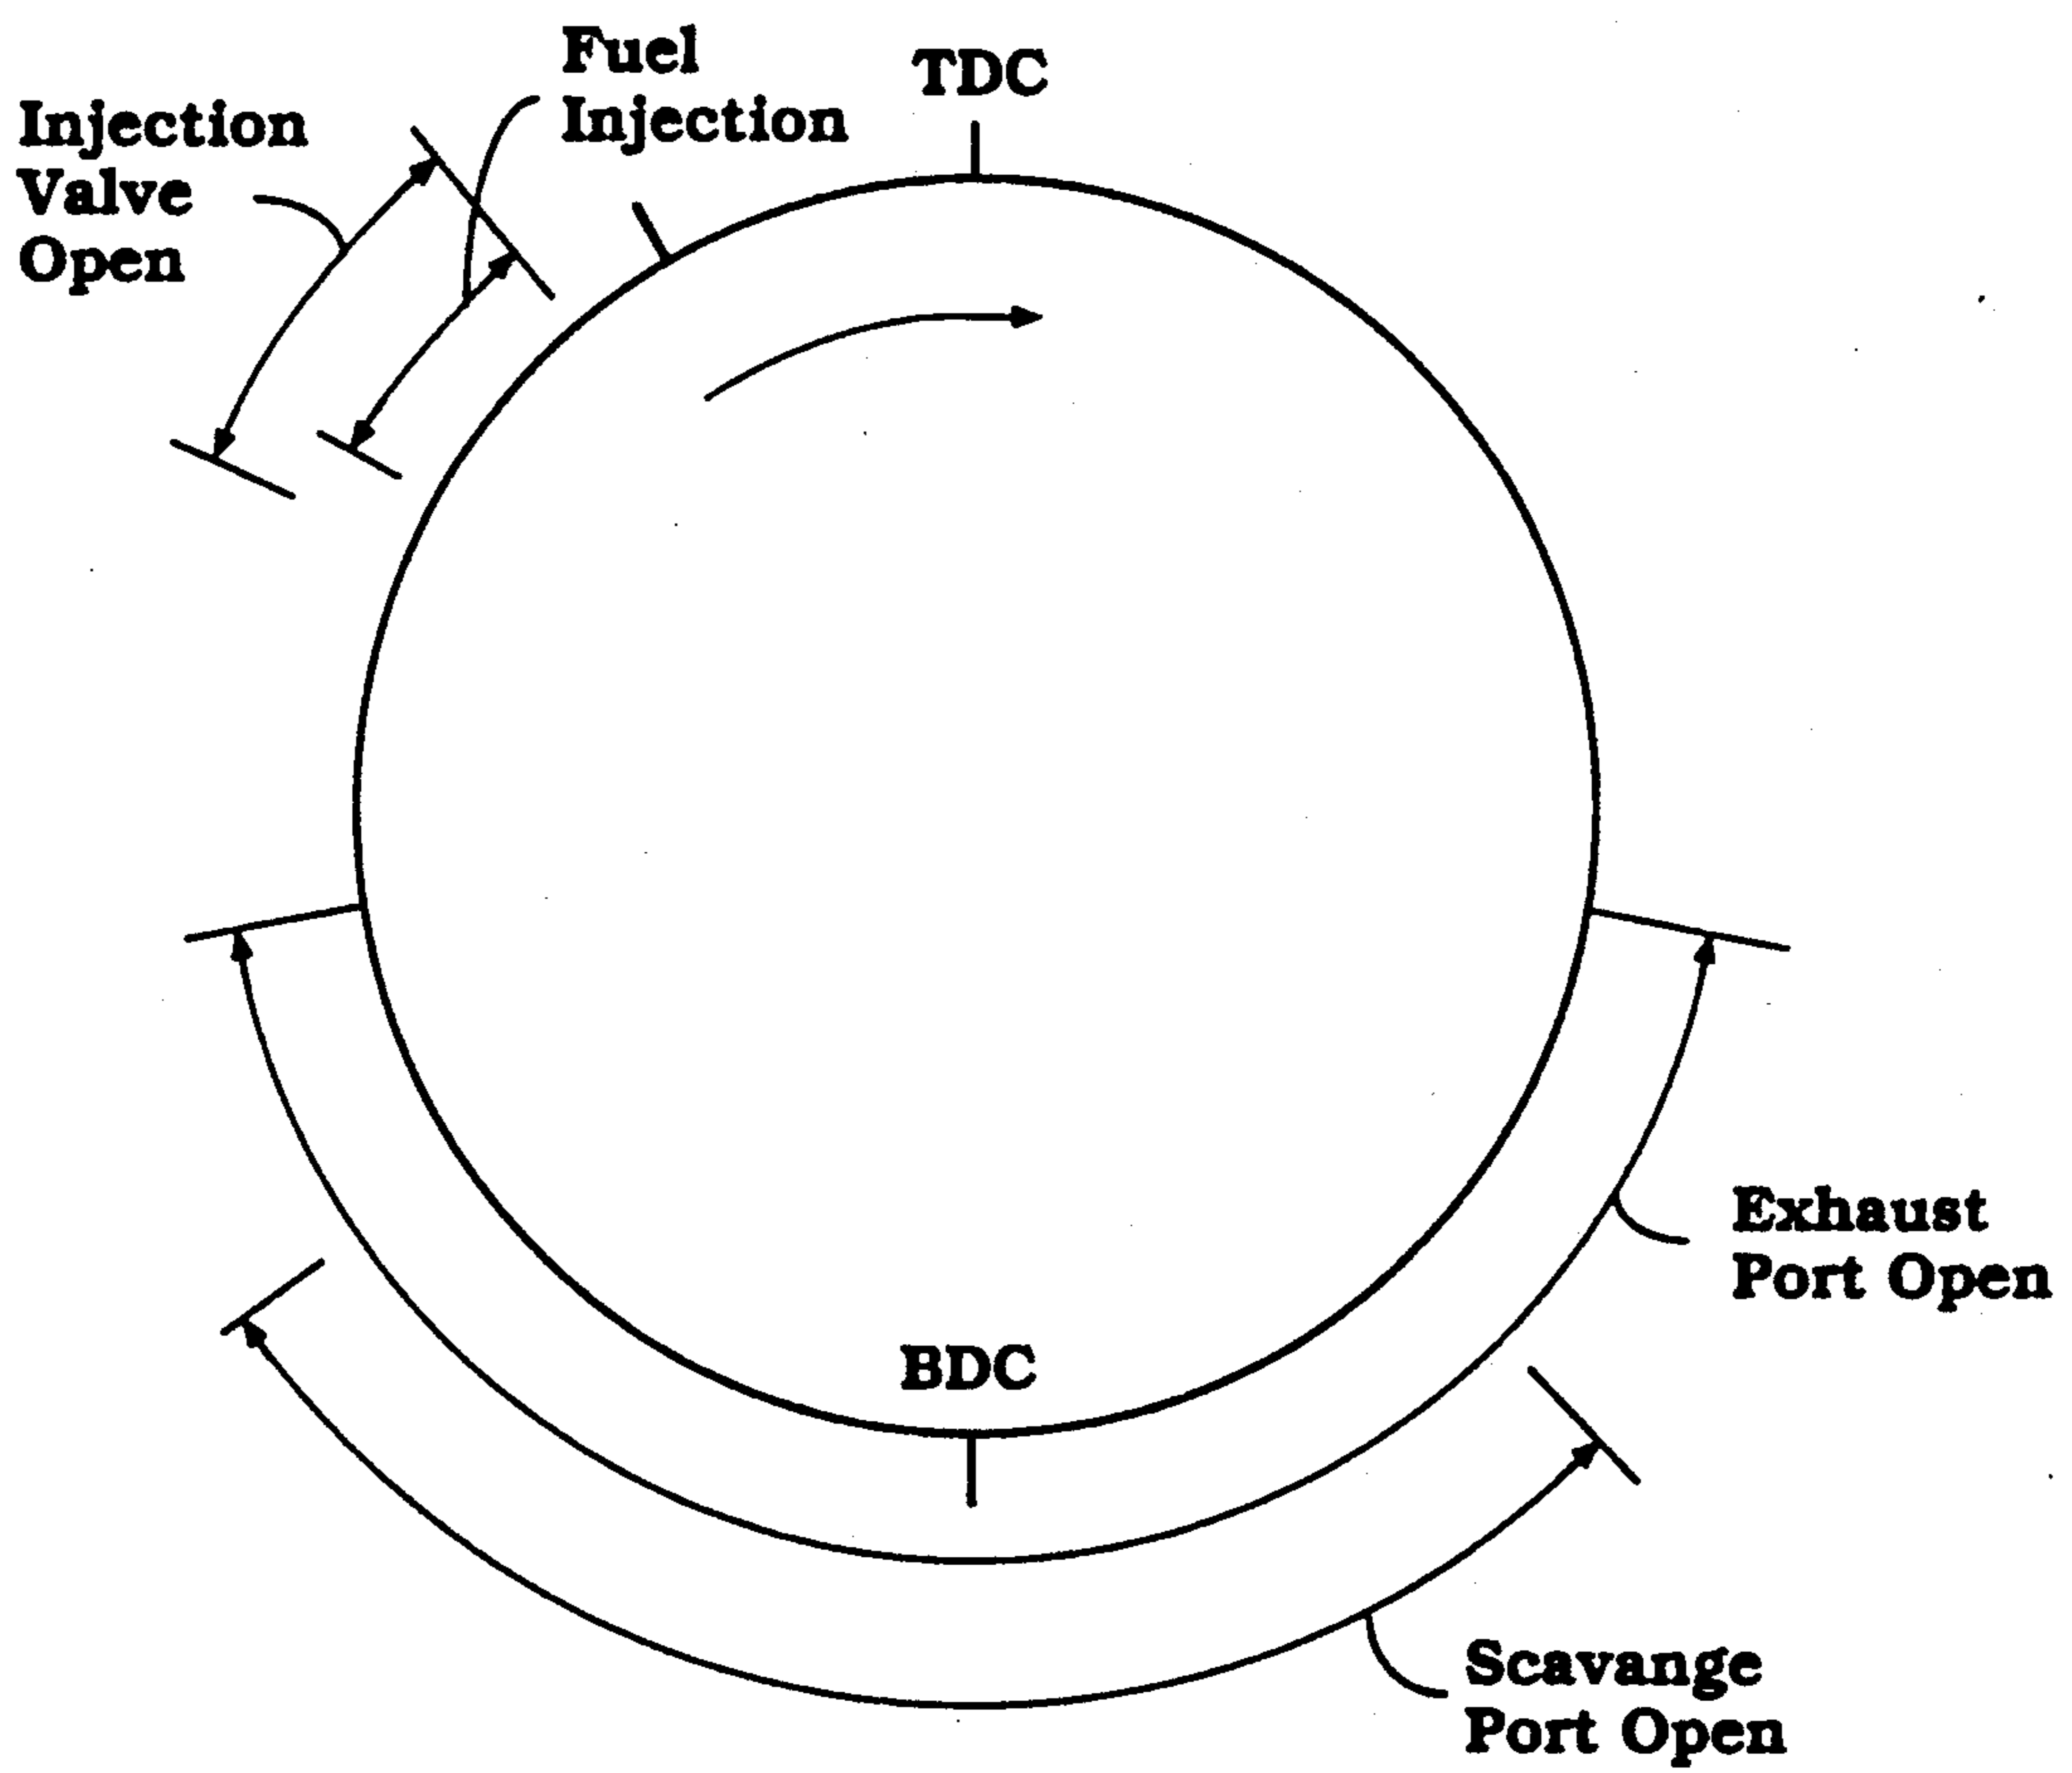 Fuel
Injection
TDC
Injection
Valve
Open
Exhaust
Port Open
BDC
Scavange
Port Open